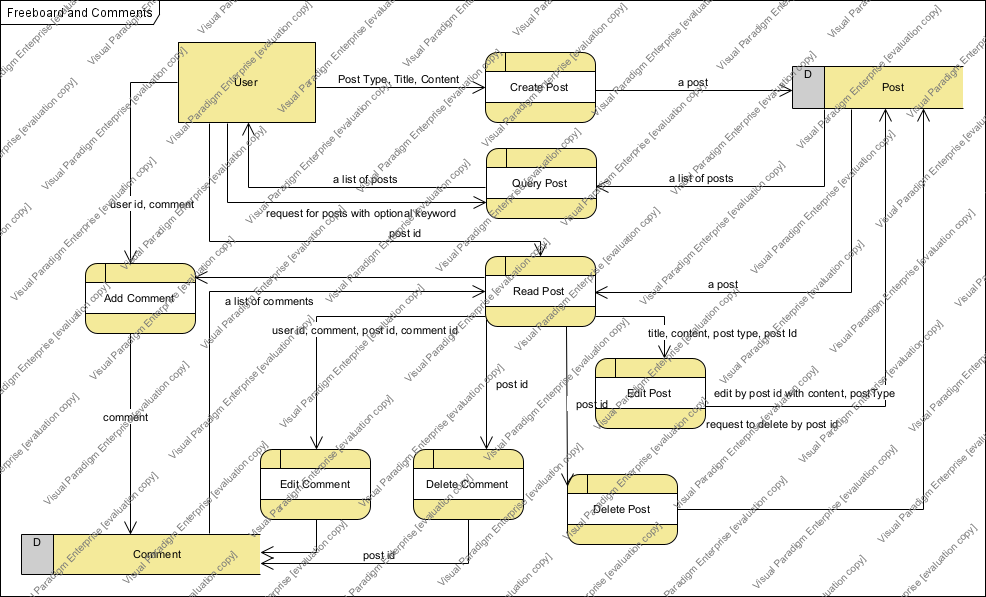 Freeboard and Comments
User
Post Type, Title, Content
Create Post
a post
D
Post
a list of posts
Query Post
a list of posts
request for posts with optional keyword
user id, comment
post id
Add Comment
Read Post
a post
a list of comments
user id, comment, post id, comment id
title, content, post type, post Id
post id
Edit Post
edit by post id with content, postType
post id
request to delete by post id
comment
Edit Comment
Delete Comment
Delete Post
D
Comment
post id
Visual Paradigm Enterprise [evaluation copy]